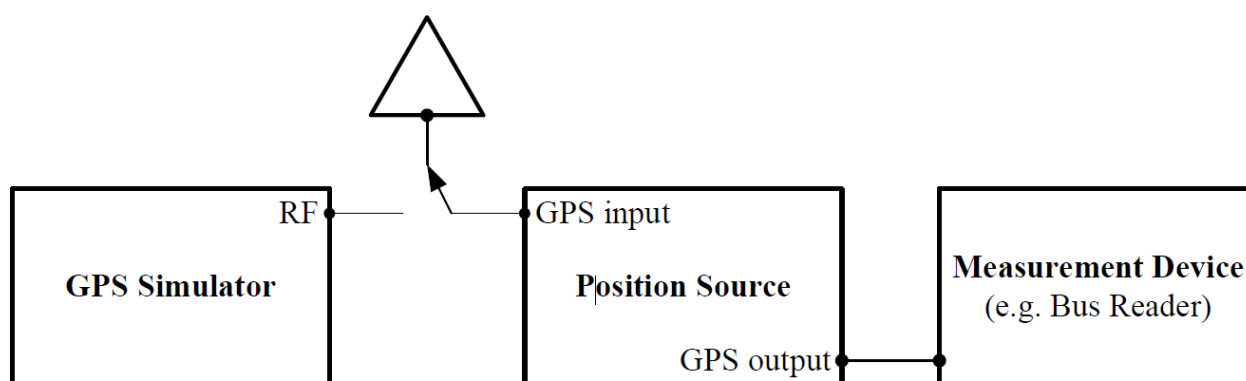 RF
GPS input
GPS Simulator
Position Source
Measurement Device
(e.g. Bus Reader)
GPS output